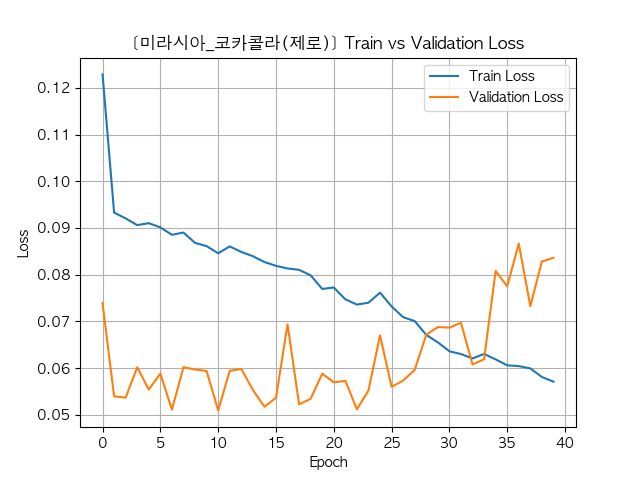 [미라시아_코카콜라(제로)] Train vs Validation Loss
Train Loss
Validation Loss
Loss
0.12
0.11
0.10
0.09
0.08
0.07
0.06
0.05
0 5 10 15 20 25 30 35 40
Epoch